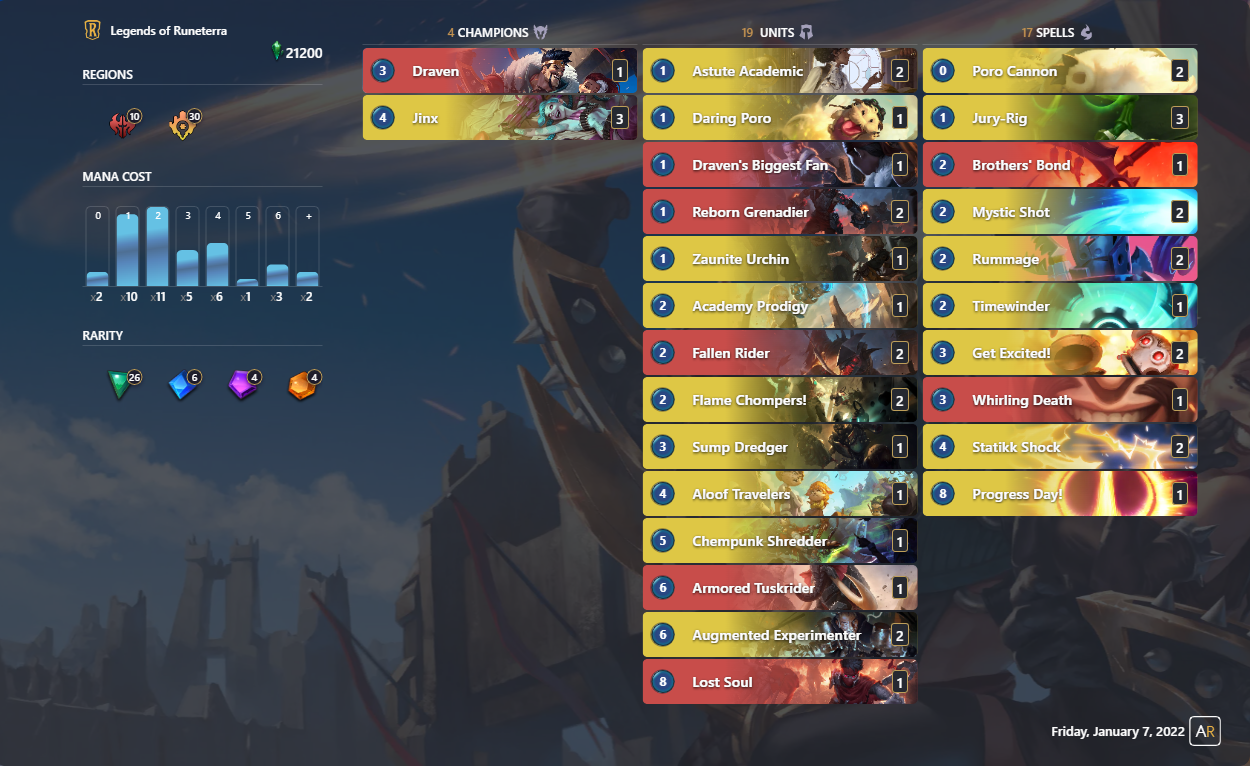 Legends of Runeterra
21200
REGIONS
10
30
MANA COST
0 1 2 3 4 5 6 +
x2 x10 x11 x5 x6 x1 x3 x2
RARITY
26
6
4
4
4 CHAMPIONS
3 Draven 1
4 Jinx 3
19 UNITS
1 Astute Academic 2
1 Daring Poro 1
1 Draven's Biggest Fan 1
1 Reborn Grenadier 2
1 Zaunite Urchin 1
2 Academy Prodigy 1
2 Fallen Rider 2
2 Flame Chompers! 2
3 Sump Dredger 1
4 Aloof Travelers 1
5 Chempunk Shredder 1
6 Armored Tuskrider 1
6 Augmented Experimenter 2
8 Lost Soul 1
17 SPELLS
0 Poro Cannon 2
1 Jury-Rig 3
2 Brothers' Bond 1
2 Mystic Shot 2
2 Rummage 2
2 Timewinder 1
3 Get Excited! 2
3 Whirling Death 1
4 Statikk Shock 2
8 Progress Day! 1
Friday, January 7, 2022 AR